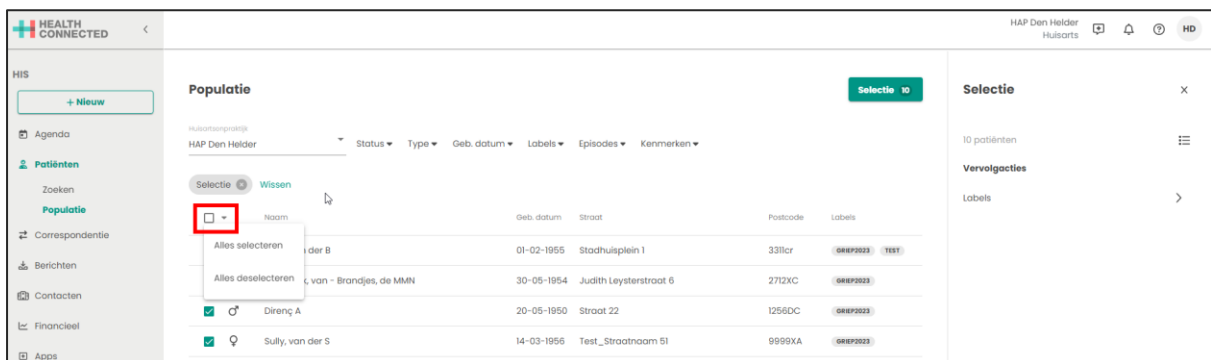 HEALTH
CONNECTED
HAP Den Helder
Huisarts
HD
HIS
+ Nieuw
Agenda
Patiënten
Zoeken
Populatie
Correspondentie
Berichten
Contacten
Financieel
Apps
Populatie
Selectie 10
Huisartsenpraktijk
HAP Den Helder Status Type Geb. datum Labels Episodes Kenmerken
Selectie Wissen
Naam Geb. datum Straat Postcode Labels
Alles selecteren
Alles deselecteren
der B 01-02-1955 Stadhuisplein 1 3311cr GRIEP2023 TEST
, van - Brandjes, de MMN 30-05-1954 Judith Leysterstraat 6 2712XC GRIEP2023
Direnç A 20-05-1950 Straat 22 1256DC GRIEP2023
Sully, van der S 14-03-1956 Test_Straatnaam 51 9999XA GRIEP2023
Selectie
10 patiënten
Vervolgacties
Labels